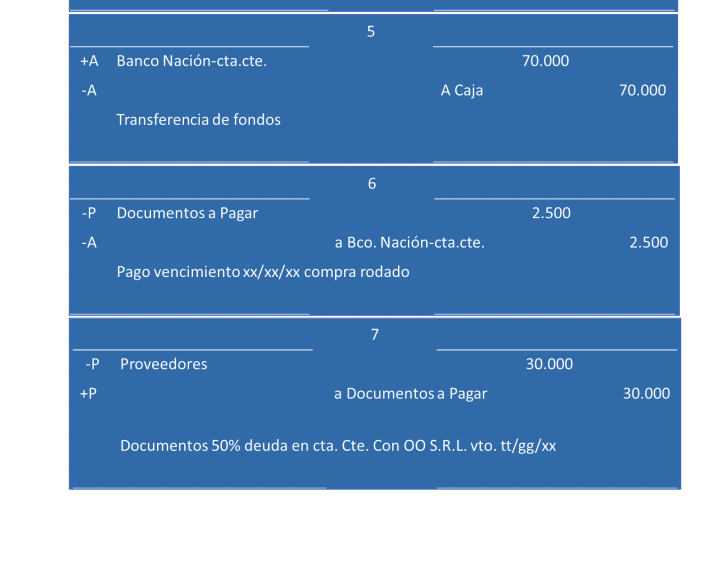 5
+A Banco Nación-cta.cte. 70.000
-A A Caja 70.000
Transferencia de fondos
6
-P Documentos a Pagar 2.500
-A a Bco. Nación-cta.cte. 2.500
Pago vencimiento xx/xx/xx compra rodado
7
-P Proveedores 30.000
+P a Documentos a Pagar 30.000
Documentos 50% deuda en cta. Cte. Con OO S.R.L. vto. tt/gg/xx